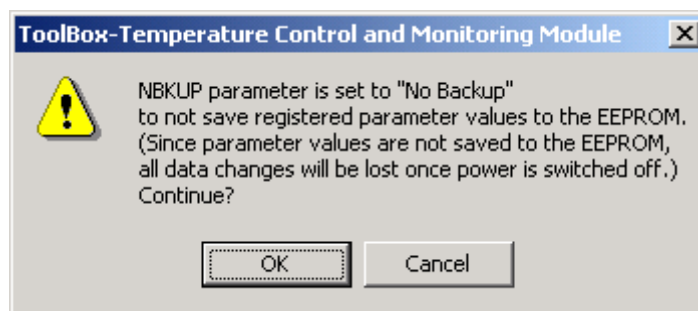 ToolBox-Temperature Control and Monitoring Module
NBKUP parameter is set to "No Backup"
to not save registered parameter values to the EEPROM.
(Since parameter values are not saved to the EEPROM,
all data changes will be lost once power is switched off.)
Continue?
OK
Cancel